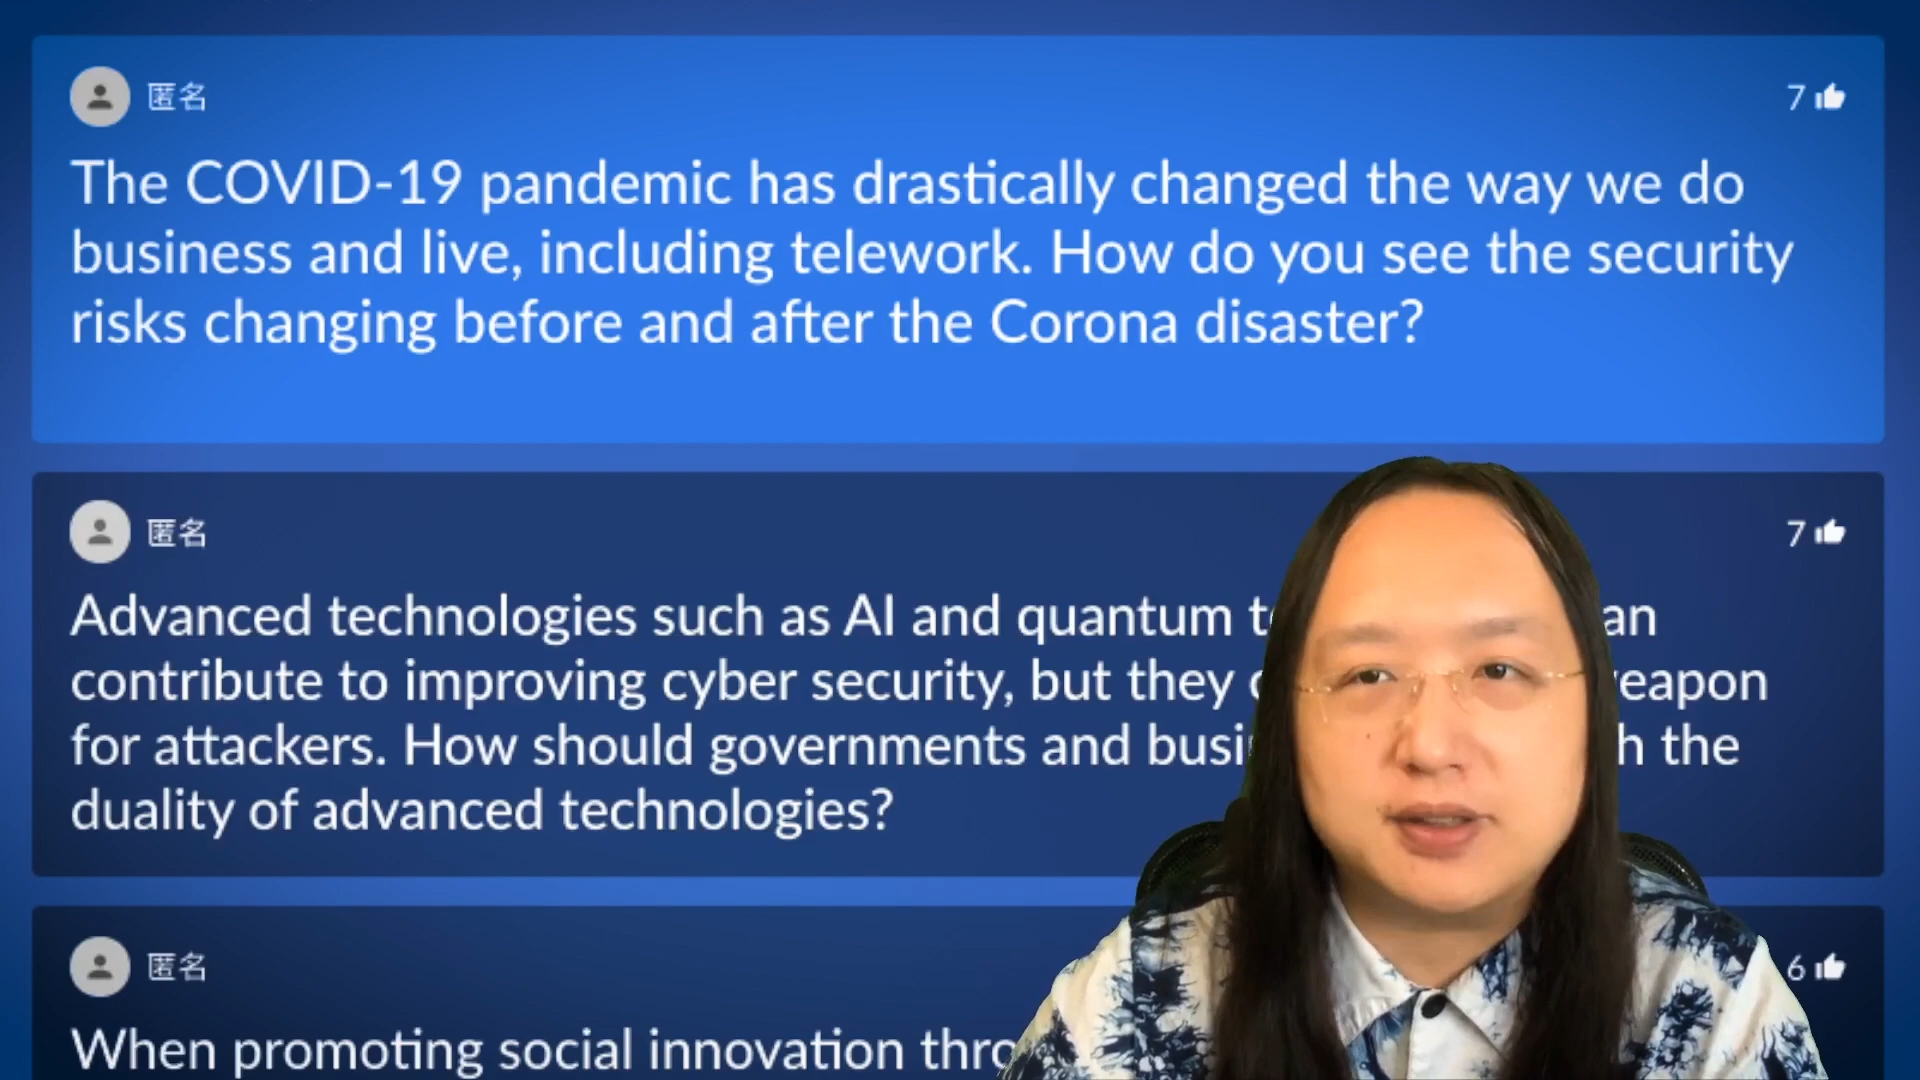 匿名
7
The COVID-19 pandemic has drastically changed the way we do
business and live, including telework. How do you see the security
risks changing before and after the Corona disaster?
匿名
7
Advanced technologies such as AI and quantum an
contribute to improving cyber security, but they eapon
for attackers. How should governments and busi h the
duality of advanced technologies?
匿名
6
When promoting social innovation thro